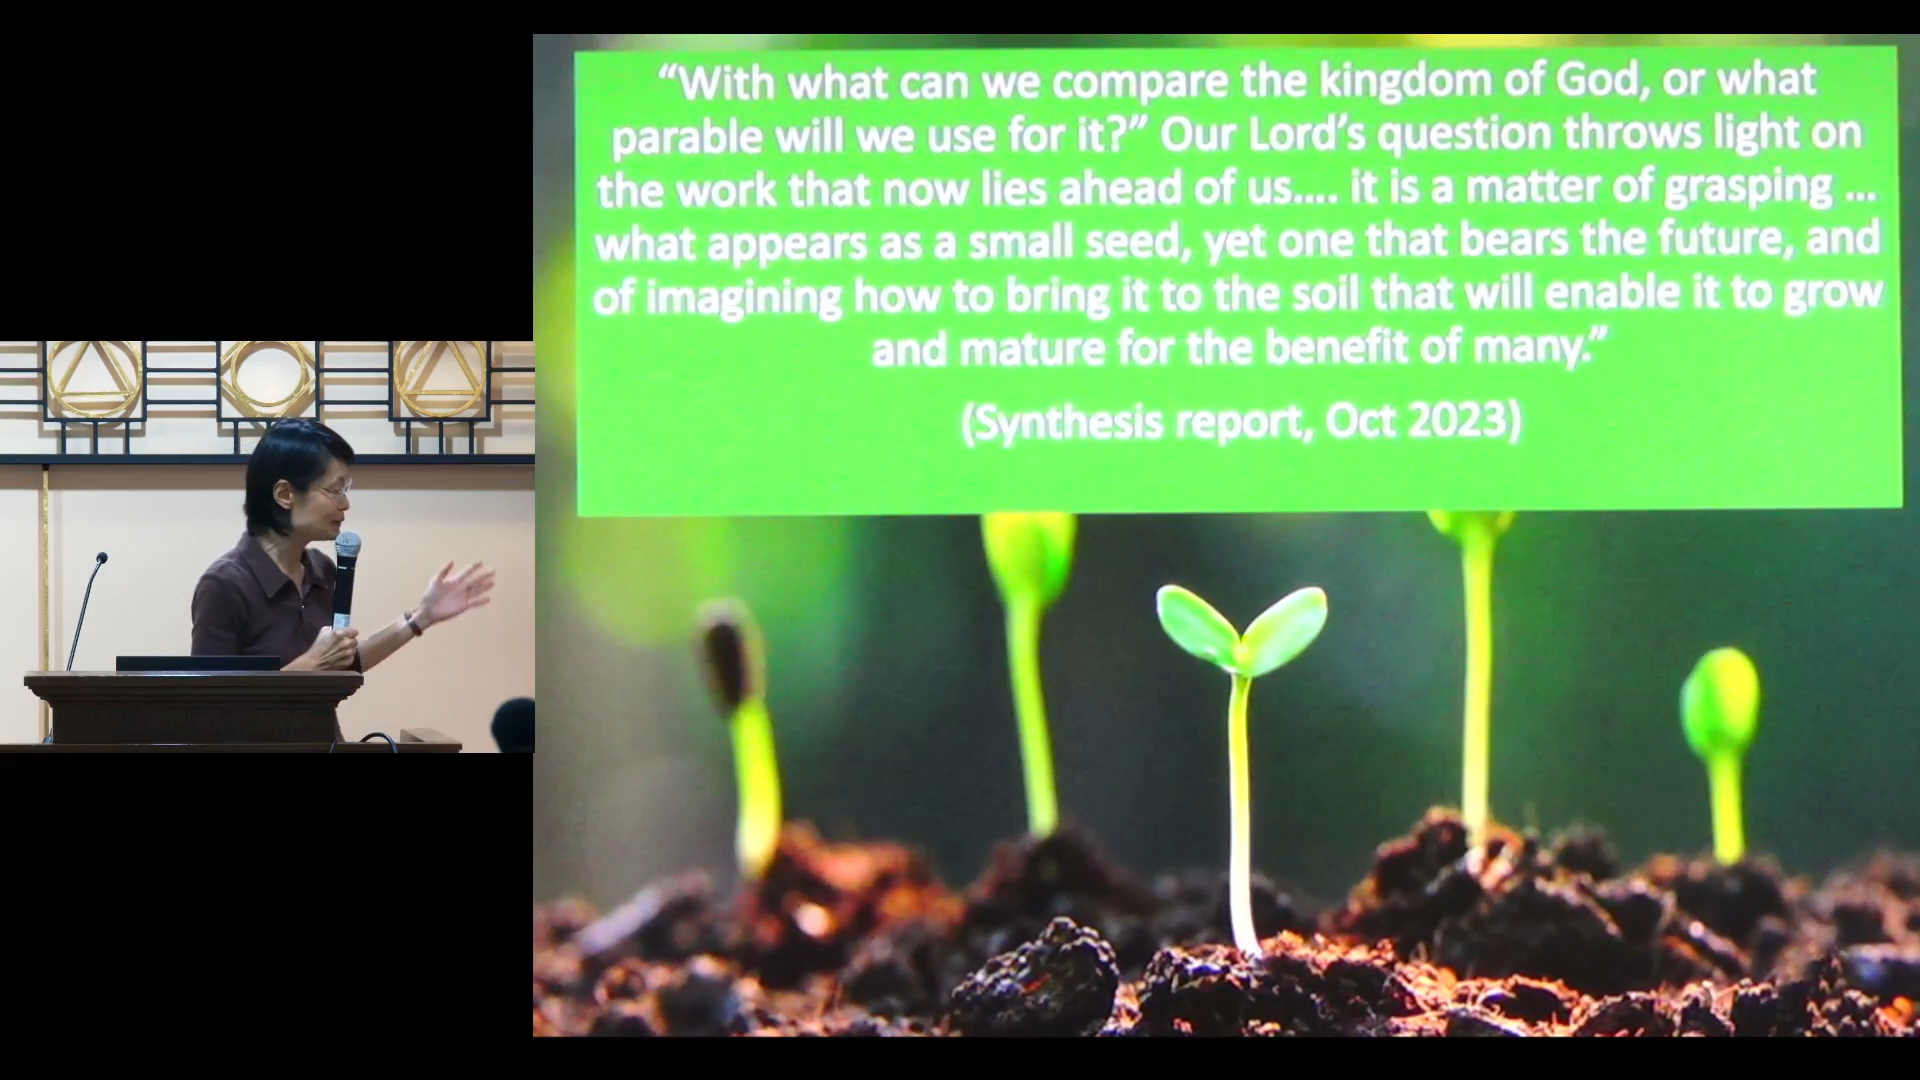 “With what can we compare the kingdom of God, or what
parable will we use for it?” Our Lord’s question throws light on
the work that now lies ahead of us.... it is a matter of grasping ...
what appears as a small seed, yet one that bears the future, and
of imagining how to bring it to the soil that will enable it to grow
and mature for the benefit of many.”
(Synthesis report, Oct 2023)